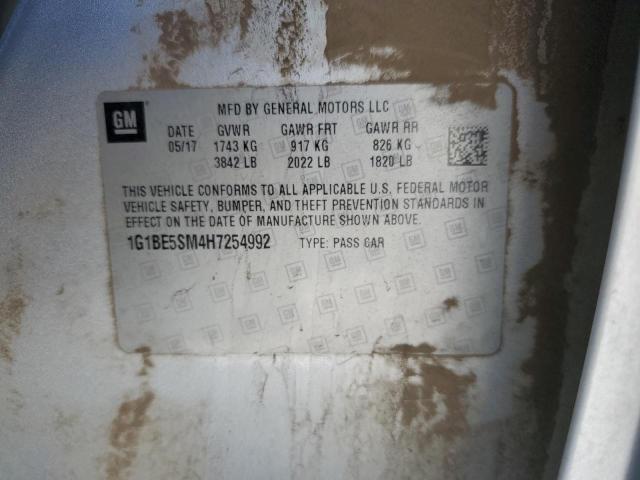 MFD BY GENERAL MOTORS LLC
GM
DATE GVWR GAWR FRT GAWR RR
05/17 1743 KG 917 KG 826 KG
3842 LB 2022 LB 1820 LB
THIS VEHICLE CONFORMS TO ALL APPLICABLE U.S. FEDERAL MOTOR
VEHICLE SAFETY, BUMPER, AND THEFT PREVENTION STANDARDS IN
EFFECT ON THE DATE OF MANUFACTURE SHOWN ABOVE.
1G1BE5SM4H7254992 TYPE: PASS CAR